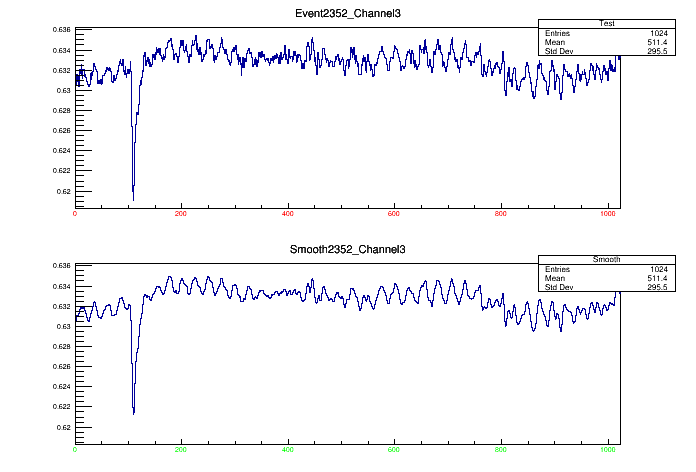 Event2352_Channel3
Test
Entries 1024
Mean 511.4
Std Dev 295.5
0.636
0.634
0.632
0.63
0.628
0.626
0.624
0.622
0.62
0 200 400 600 800 1000
Smooth2352_Channel3
Smooth
Entries 1024
Mean 511.4
Std Dev 295.5
0.636
0.634
0.632
0.63
0.628
0.626
0.624
0.622
0.62
0 200 400 600 800 1000